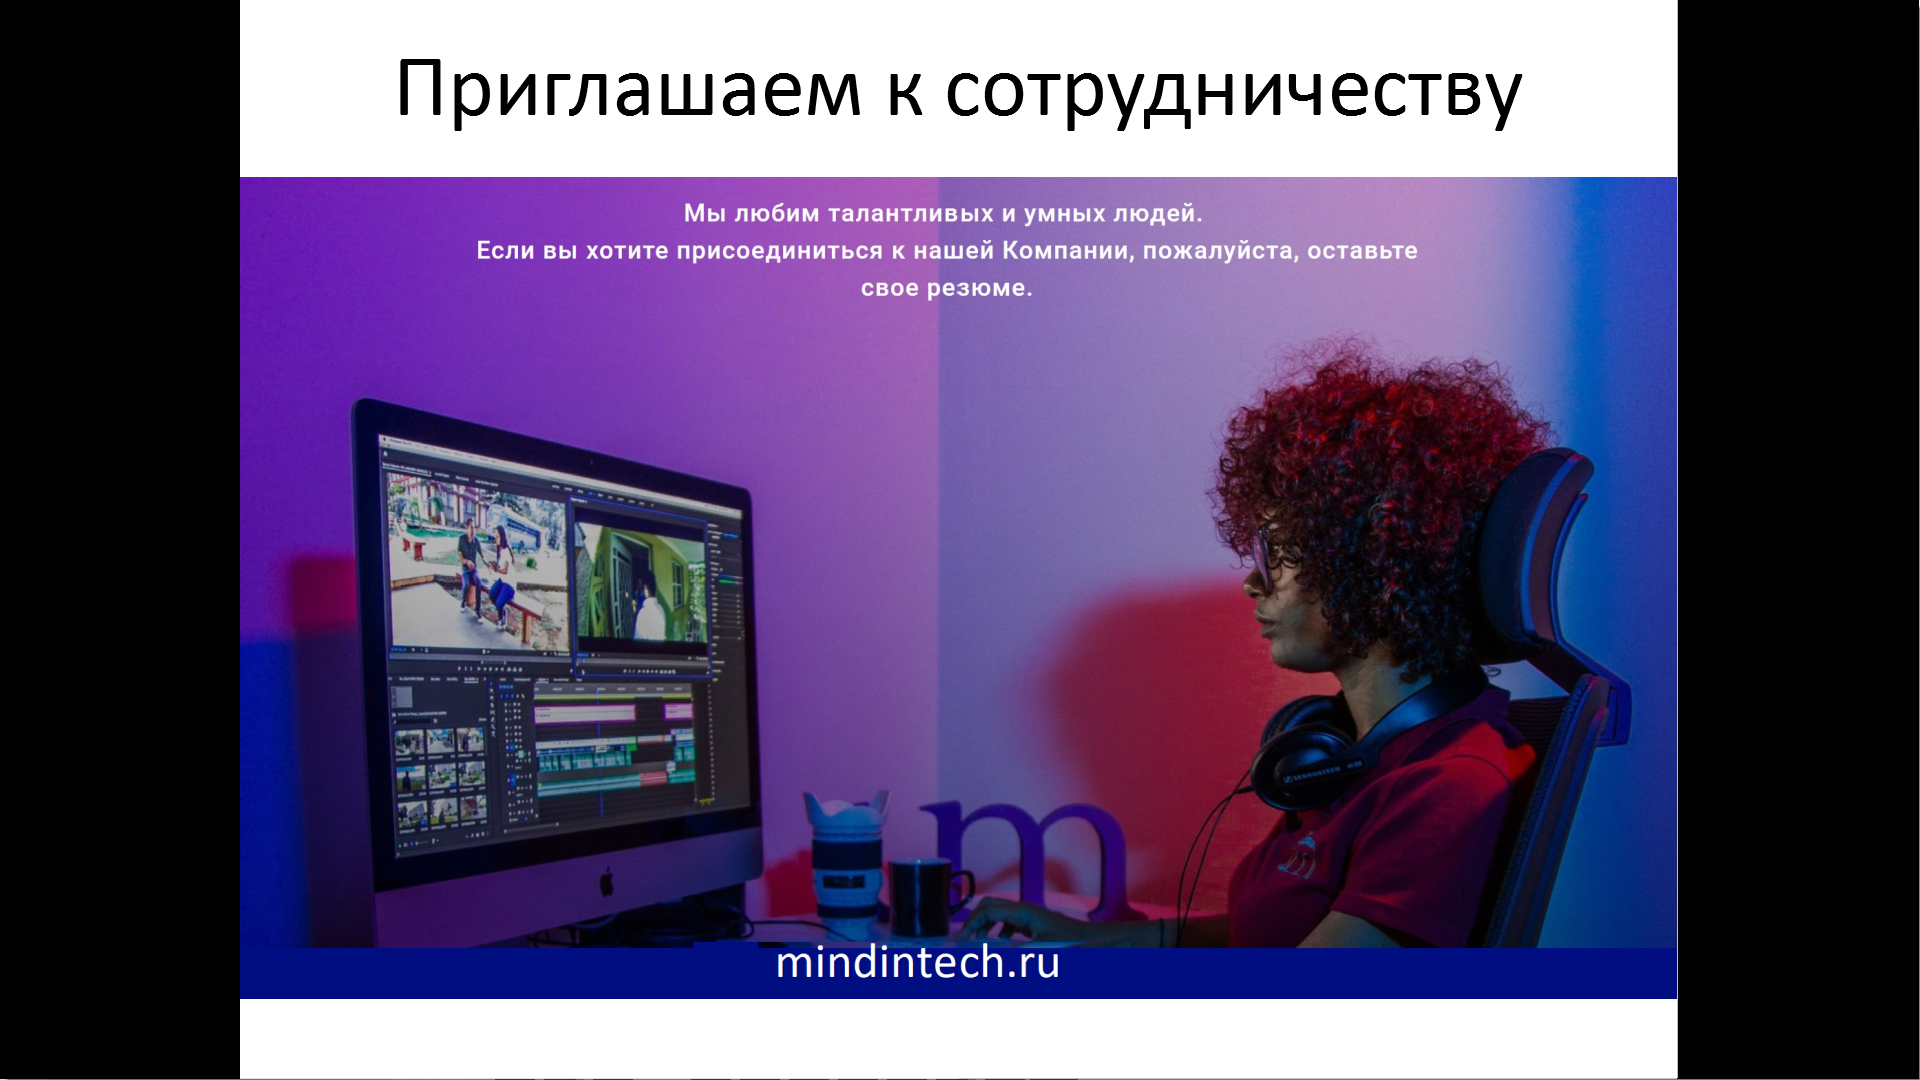 Приглашаем к сотрудничеству
Мы любим талантливых и умных людей.
Если вы хотите присоединиться к нашей Компании, пожалуйста, оставьте
свое резюме.
SENNHEISER
m
mindintech.ru